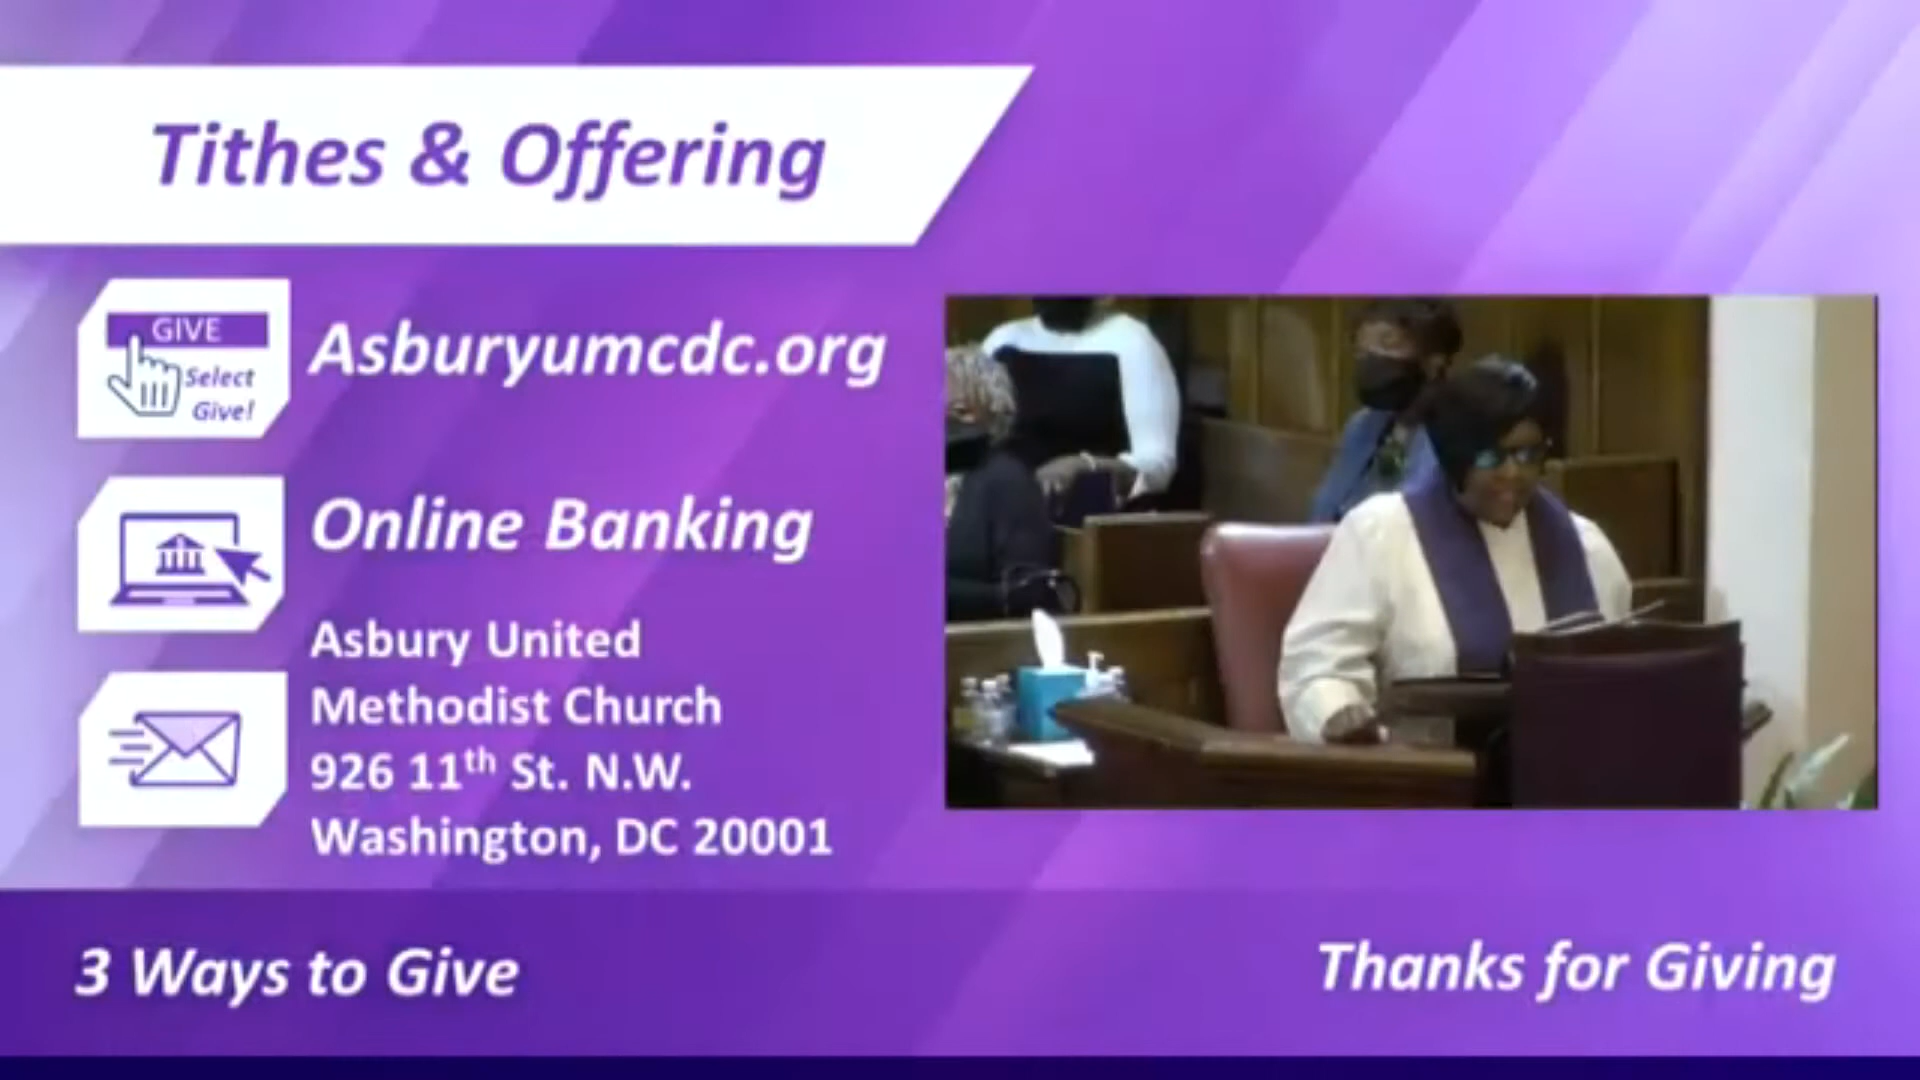 Tithes & Offering
GIVE
Select
Give!
Asburyumcdc.org
Online Banking
Asbury United
Methodist Church
926 11th St. N.W.
Washington, DC 20001
3 Ways to Give
Thanks for Giving